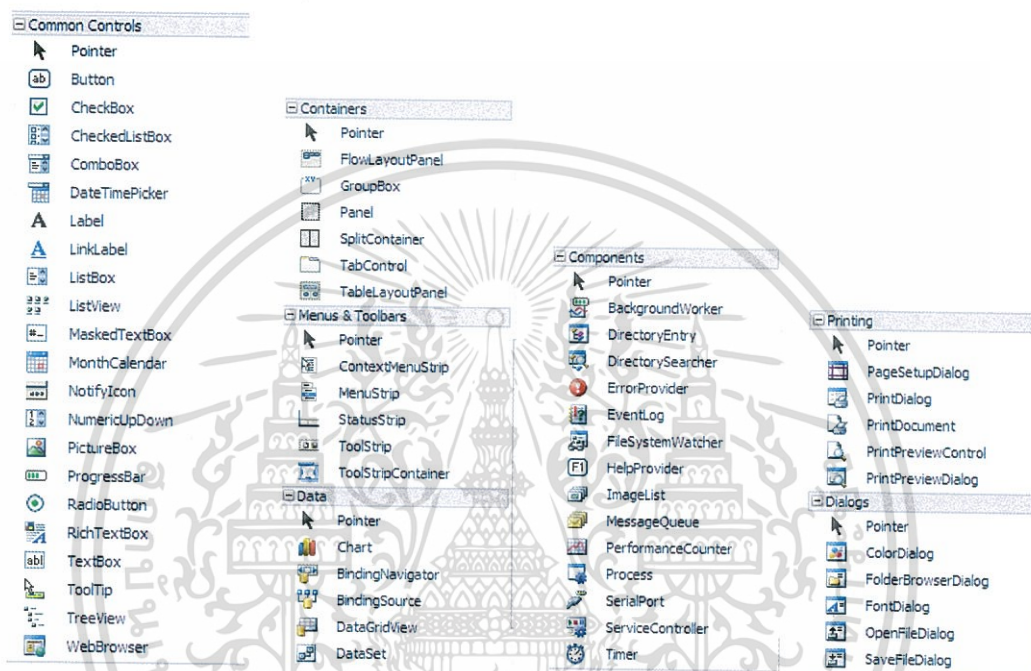 Common Controls
Pointer
Button
CheckBox
CheckedListBox
ComboBox
DateTimePicker
Label
LinkLabel
ListBox
ListView
MaskedTextBox
MonthCalendar
NotifyIcon
NumericUpDown
PictureBox
ProgressBar
RadioButton
RichTextBox
TextBox
ToolTip
TreeView
WebBrowser
Containers
Pointer
FlowLayoutPanel
GroupBox
Panel
SplitContainer
TabControl
TableLayoutPanel
Menus & Toolbars
Pointer
ContextMenuStrip
MenuStrip
StatusStrip
ToolStrip
ToolStripContainer
Data
Pointer
Chart
BindingNavigator
BindingSource
DataGridView
DataSet
Components
Pointer
BackgroundWorker
DirectoryEntry
DirectorySearcher
ErrorProvider
EventLog
FileSystemWatcher
HelpProvider
ImageList
MessageQueue
PerformanceCounter
Process
SerialPort
ServiceController
Timer
Printing
Pointer
PageSetupDialog
PrintDialog
PrintDocument
PrintPreviewControl
PrintPreviewDialog
Dialogs
Pointer
ColorDialog
FolderBrowserDialog
FontDialog
OpenFileDialog
SaveFileDialog